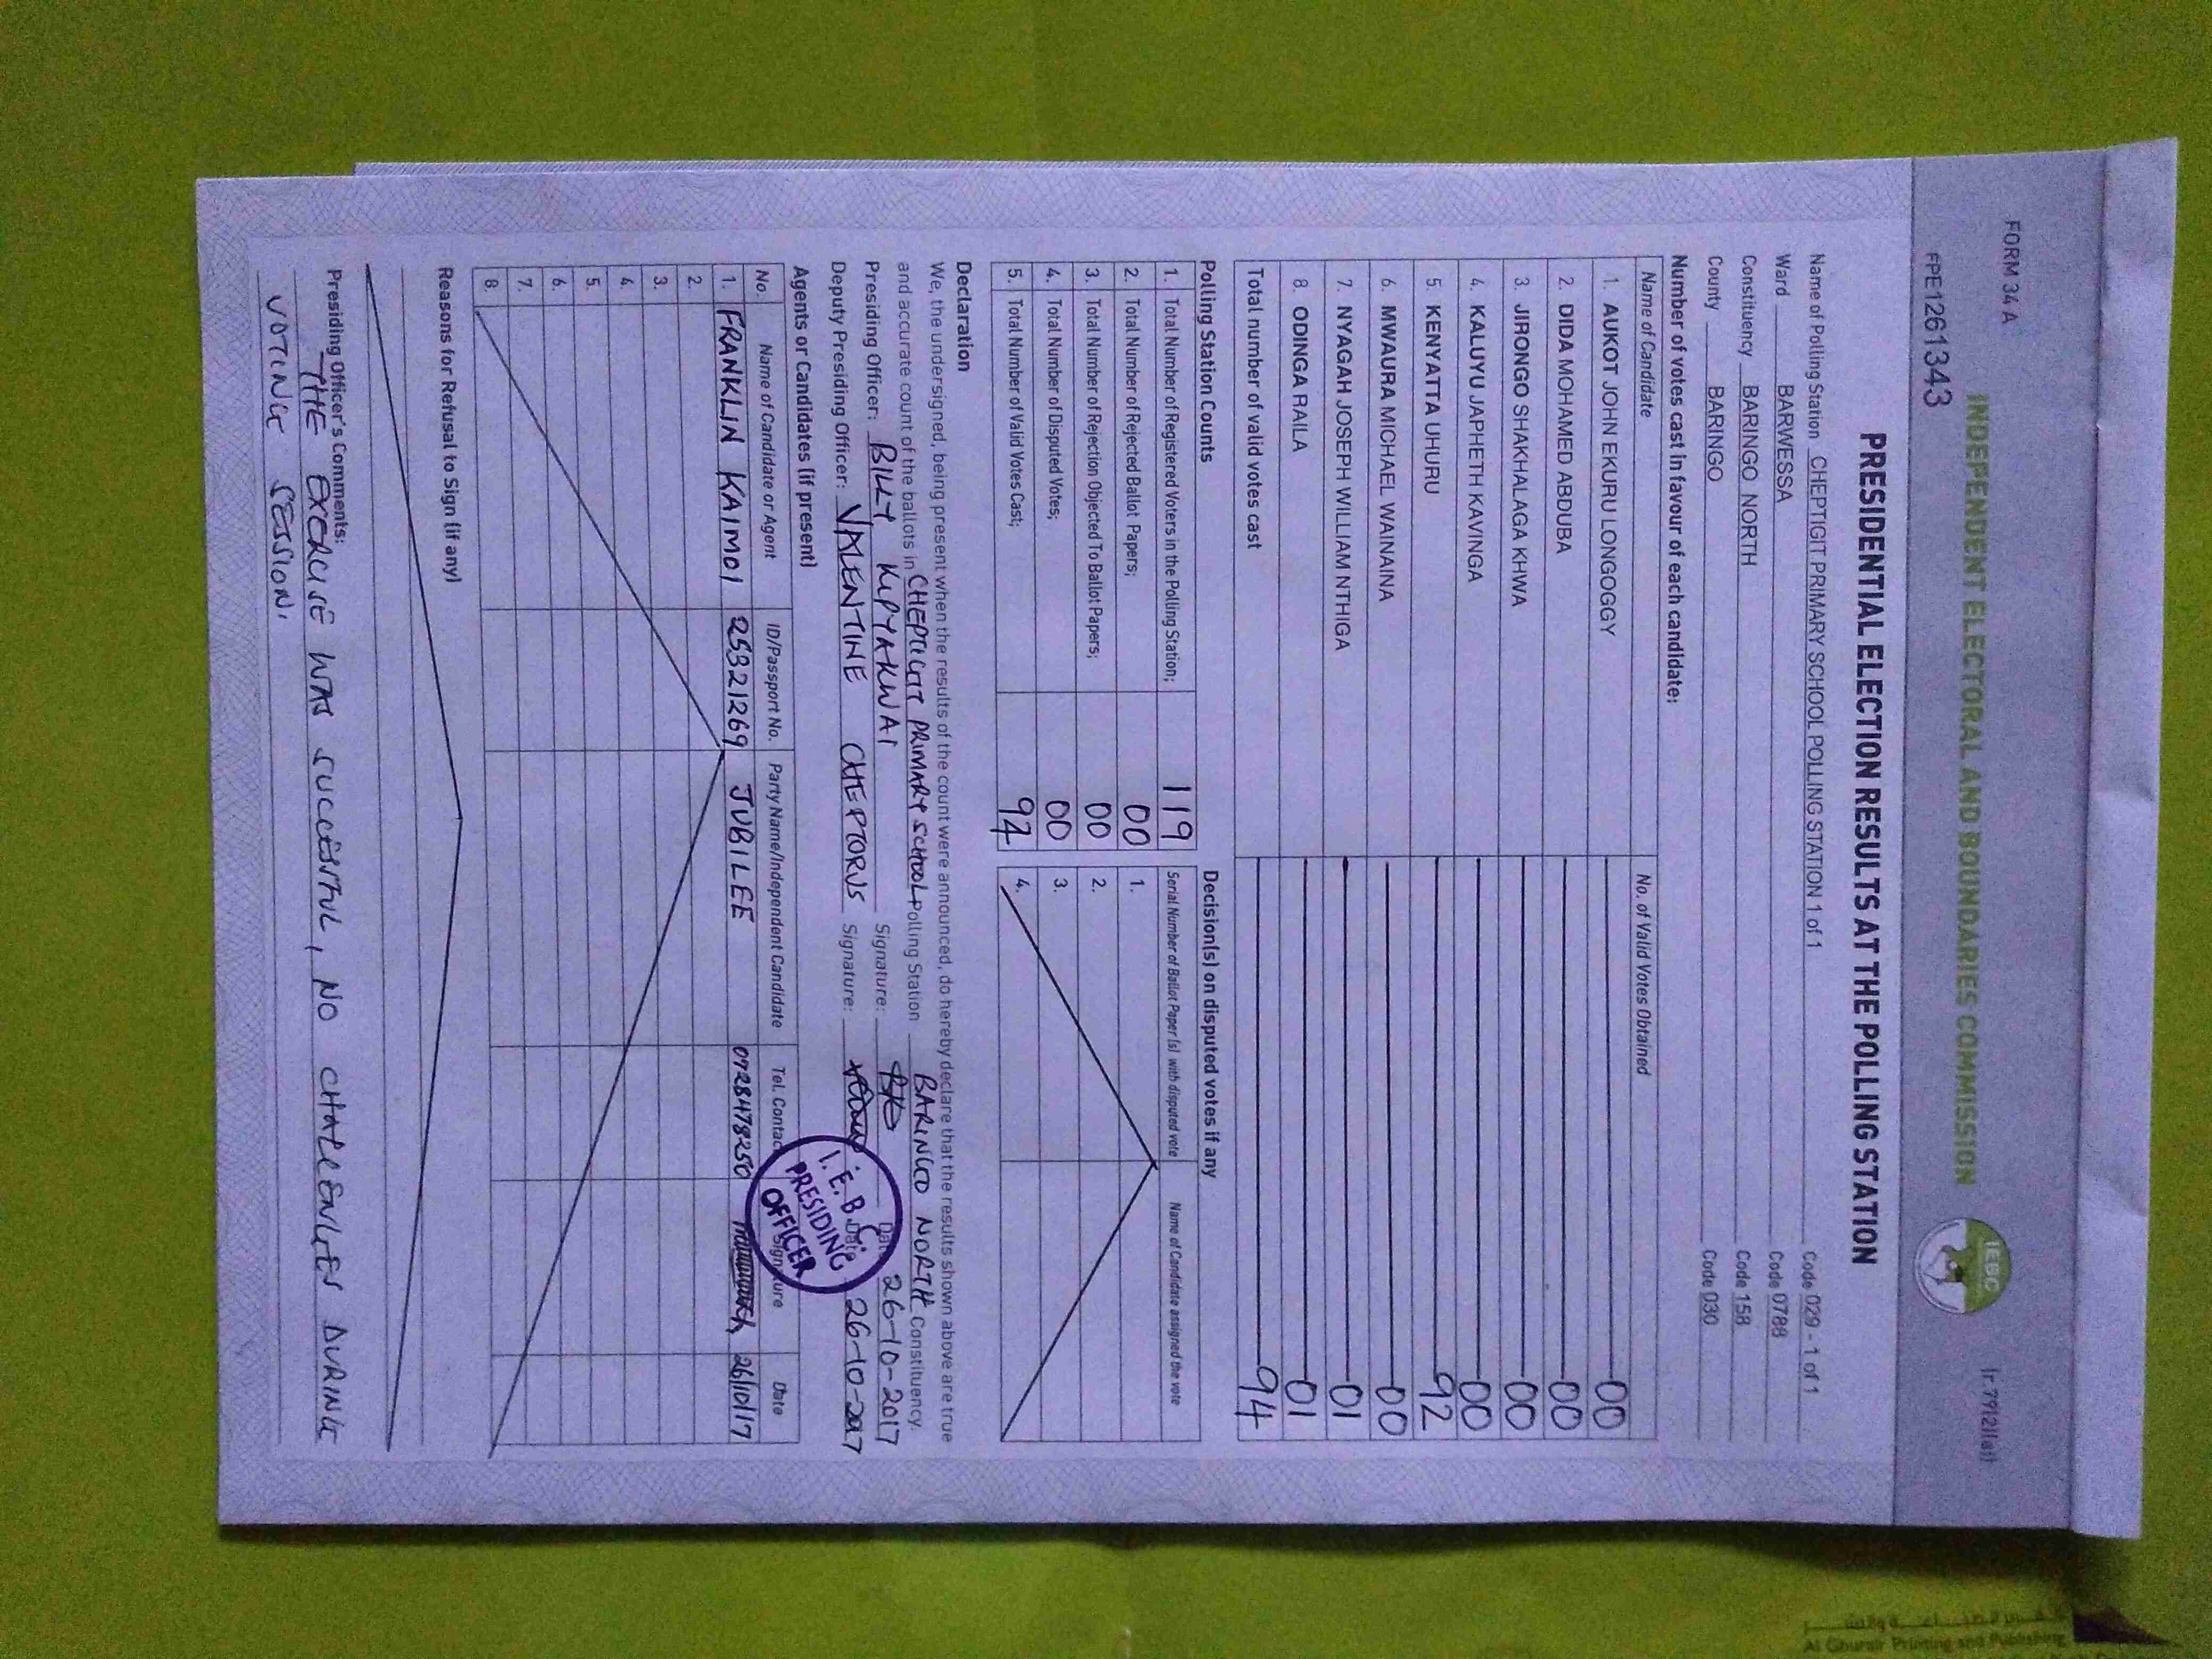 FORM 34 A
Ir 79(2)(a)
INDEPENDENT ELECTORAL AND BOUNDARIES COMMISSION
IEBC
FPE1261343
PRESIDENTIAL ELECTION RESULTS AT THE POLLING STATION
Name of Polling Station CHEPTIGIT PRIMARY SCHOOL POLLING STATION 1 of 1 Code 029 - 1 of 1
Ward BARWESSA Code 0788
Constituency BARINGO NORTH Code 158
County BARINGO Code 030
Number of votes cast in favour of each candidate:
Name of Candidate No. of Valid Votes Obtained
1. AUKOT JOHN EKURU LONGOGGY 00
2. DIDA MOHAMED ABDUBA 00
3. JIRONGO SHAKHALAGA KHWA 00
4. KALUYU JAPHETH KAVINGA 00
5. KENYATTA UHURU 92
6. MWAURA MICHAEL WAINAINA 00
7. NYAGAH JOSEPH WILLIAM NTHIGA 01
8. ODINGA RAILA 01
Total number of valid votes cast 94
Polling Station Counts Decision(s) on disputed votes if any
1. Total Number of Registered Voters in the Polling Station; 119 Serial Number of Ballot Paper (s) with disputed vote Name of Candidate assigned the vote
2. Total Number of Rejected Ballot Papers; 00 1.
3. Total Number of Rejection Objected To Ballot Papers; 00 2.
4. Total Number of Disputed Votes; 00 3.
5. Total Number of Valid Votes Cast; 94 4.
Declaration
We, the undersigned, being present when the results of the count were announced, do hereby declare that the results shown above are true
and accurate count of the ballots in CHEPTIGIT PRIMARY SCHOOL Polling Station BARINGO NORTH Constituency.
Presiding Officer: BILLY KIPYAKWAI Signature: Date 26-10-2017
Deputy Presiding Officer: VALENTINE CHEPTORUS Signature: Date 26-10-2017
I.E.B.C.
PRESIDING
OFFICER
Agents or Candidates (if present)
No. Name of Candidate or Agent ID/Passport No. Party Name/Independent Candidate Tel. Contact Signature Date
1. FRANKLIN KAIMOI 25321269 JUBILEE 0728478250 26/10/17
2.
3.
4.
5.
6.
7.
8.
Reasons for Refusal to Sign (if any)
Presiding Officer's Comments:
THE EXERCISE WAS SUCCESSFUL, NO CHALLENGES DURING
VOTING SESSION.
Al Ghurair Printing and Publishing